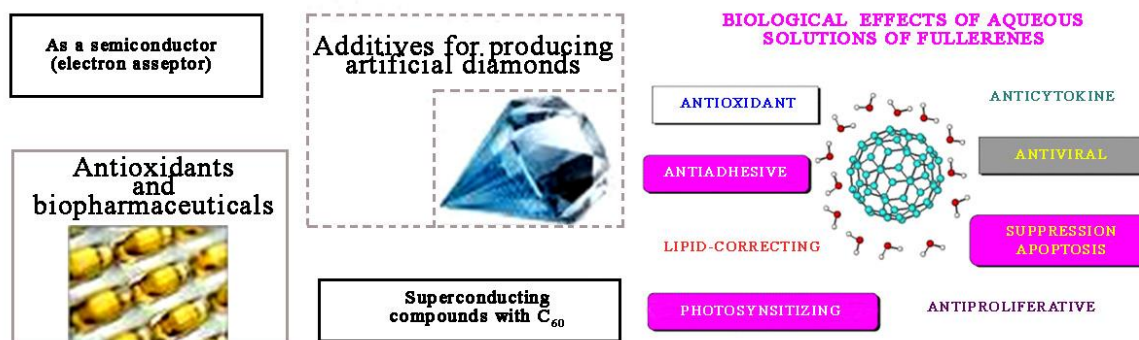 As a semiconductor
(electron asseptor)
Antioxidants
and
biopharmaceuticals
Additives for producing
artificial diamonds
Superconducting
compounds with C₆₀
BIOLOGICAL EFFECTS OF AQUEOUS
SOLUTIONS OF FULLERENES
ANTIOXIDANT
ANTICYTOKINE
ANTIADHESIVE
ANTIVIRAL
LIPID-CORRECTING
SUPPRESSION
APOPTOSIS
PHOTOSYNSITIZING
ANTIPROLIFERATIVE